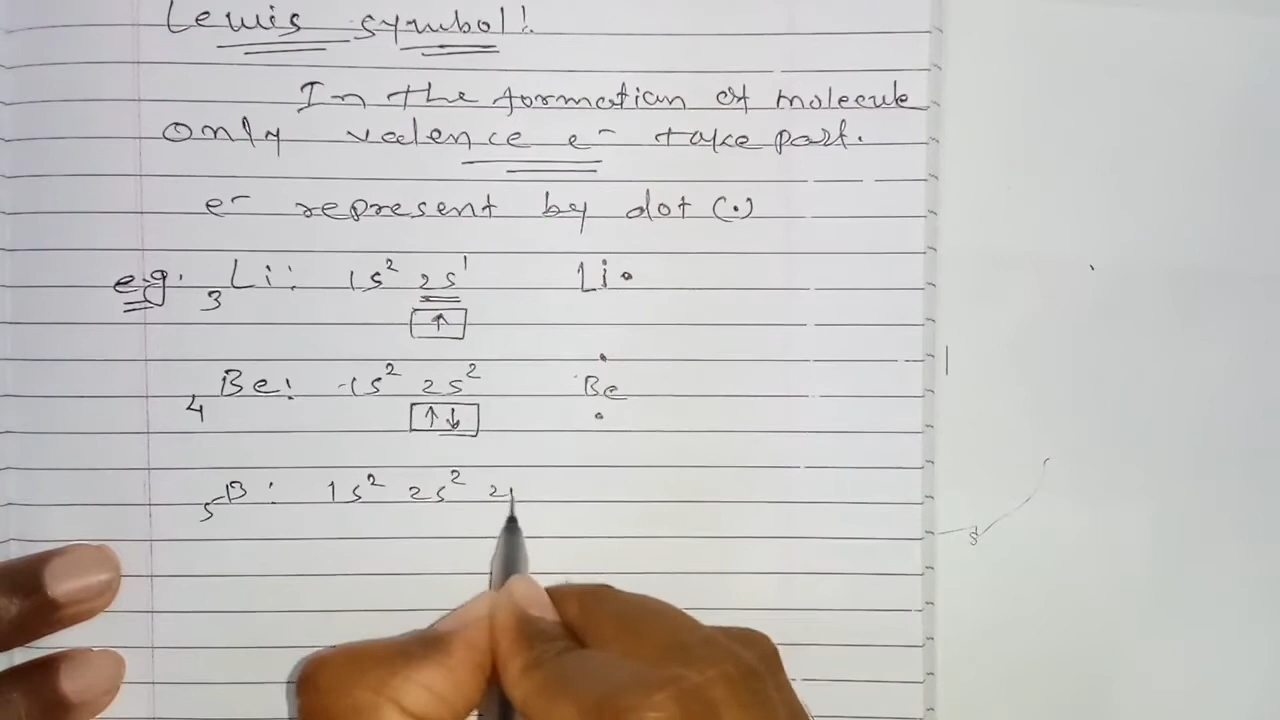 Lewis symbol:
In the formation of molecule
only valence e⁻ take part.
e⁻ represent by dot (•)
e.g. ₃Li: 1s² 2s¹ Li•
↑
₄Be: 1s² 2s² Be
↑↓
₅B: 1s² 2s² 2